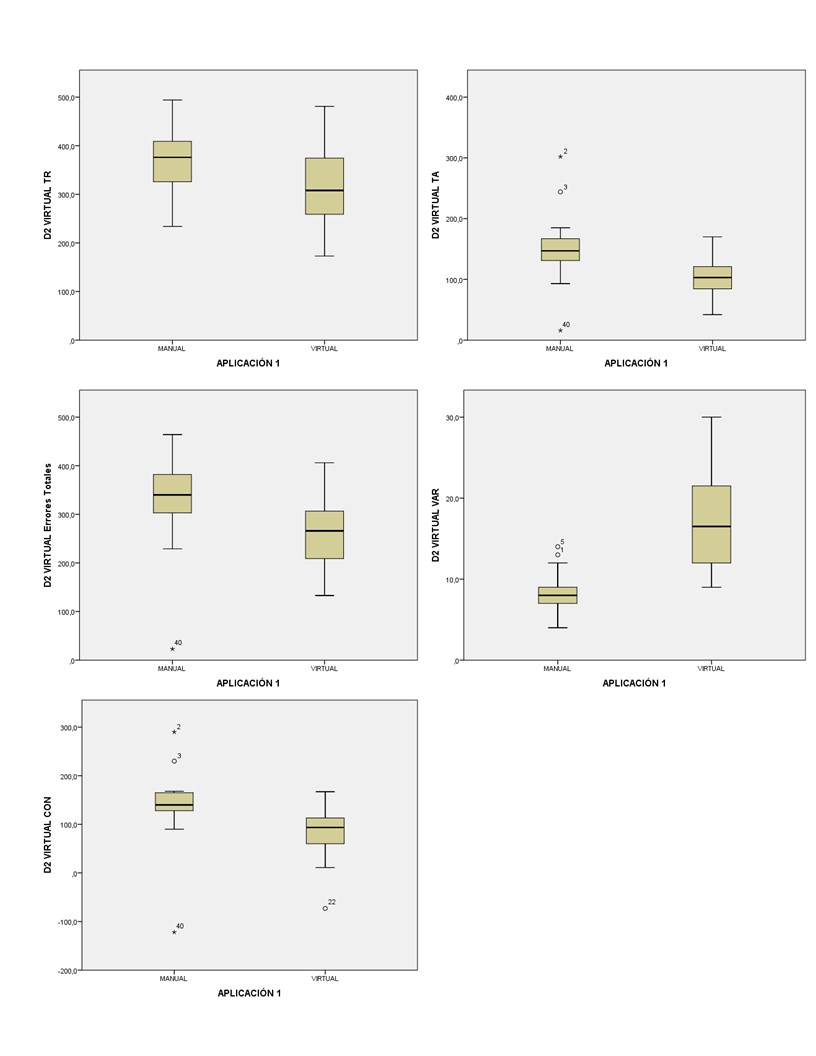 500,0
400,0
300,0
200,0
100,0
,0
D2 VIRTUAL TR
MANUAL
VIRTUAL
APLICACIÓN 1
400,0
300,0
200,0
100,0
,0
D2 VIRTUAL TA
2
3
40
MANUAL
VIRTUAL
APLICACIÓN 1
500,0
400,0
300,0
200,0
100,0
,0
D2 VIRTUAL Errores Totales
40
MANUAL
VIRTUAL
APLICACIÓN 1
30,0
20,0
10,0
,0
D2 VIRTUAL VAR
5
1
MANUAL
VIRTUAL
APLICACIÓN 1
300,0
200,0
100,0
,0
-100,0
-200,0
D2 VIRTUAL CON
2
3
40
22
MANUAL
VIRTUAL
APLICACIÓN 1